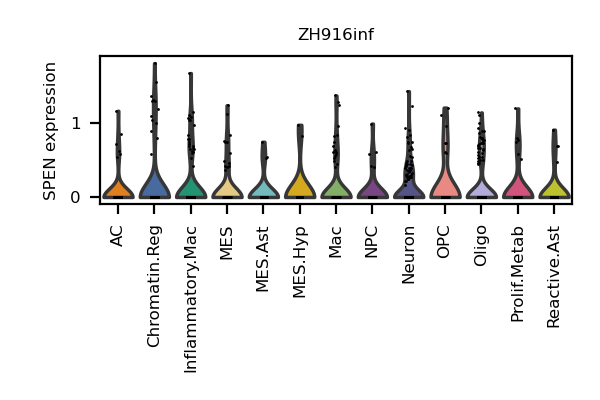 ZH916inf
SPEN expression
1
0
AC
Chromatin.Reg
Inflammatory.Mac
MES
MES.Ast
MES.Hyp
Mac
NPC
Neuron
OPC
Oligo
Prolif.Metab
Reactive.Ast